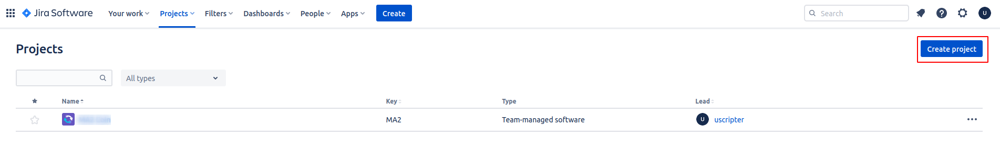 Jira Software Your work Projects Filters Dashboards People Apps Create Search U
Projects Create project
All types
Name Key Type Lead
MA2 Team-managed software U uscripter